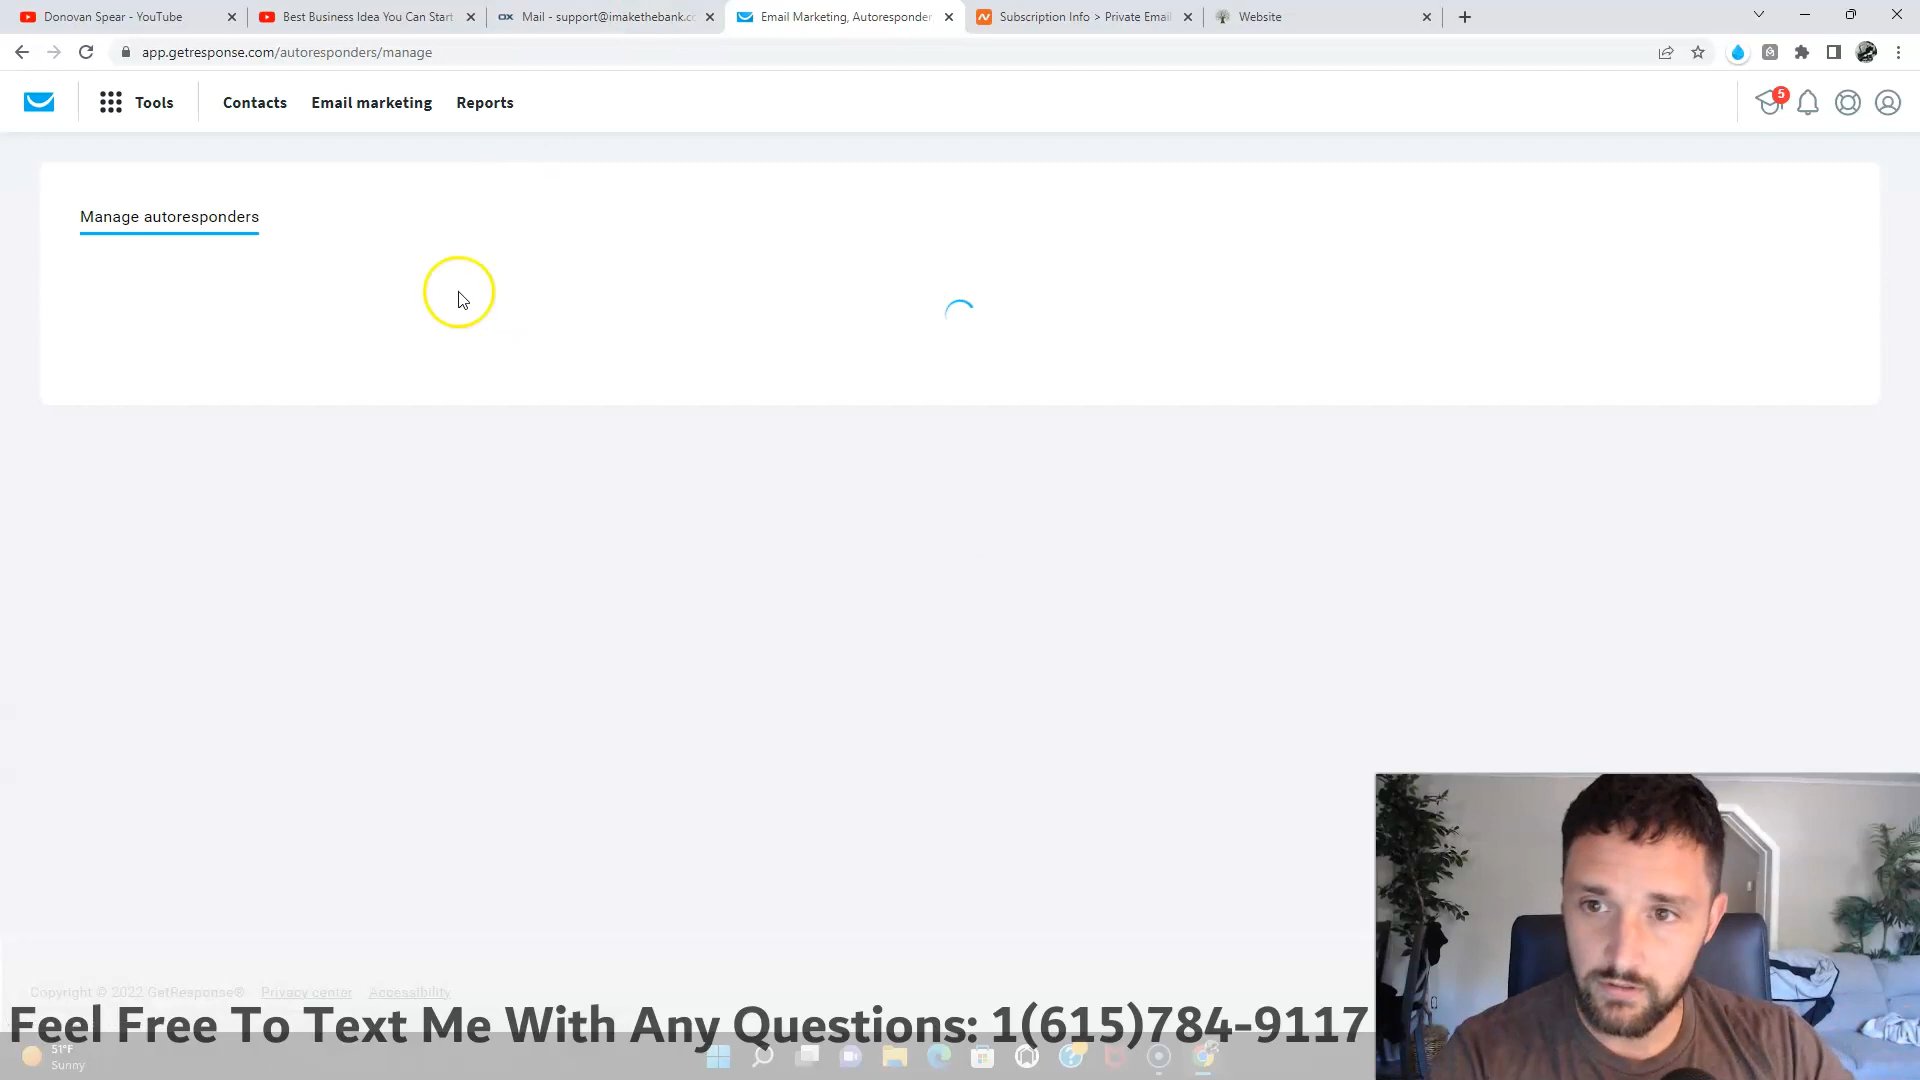 Donovan Spear - YouTube
Best Business Idea You Can Start
OX Mail - support@imakethebank.c
Email Marketing, Autoresponder
Subscription Info > Private Email
Website
app.getresponse.com/autoresponders/manage
Tools
Contacts
Email marketing
Reports
5
Manage autoresponders
Copyright © 2022 GetResponse® Privacy center Accessibility
Feel Free To Text Me With Any Questions: 1(615)784-9117
51°F
Sunny